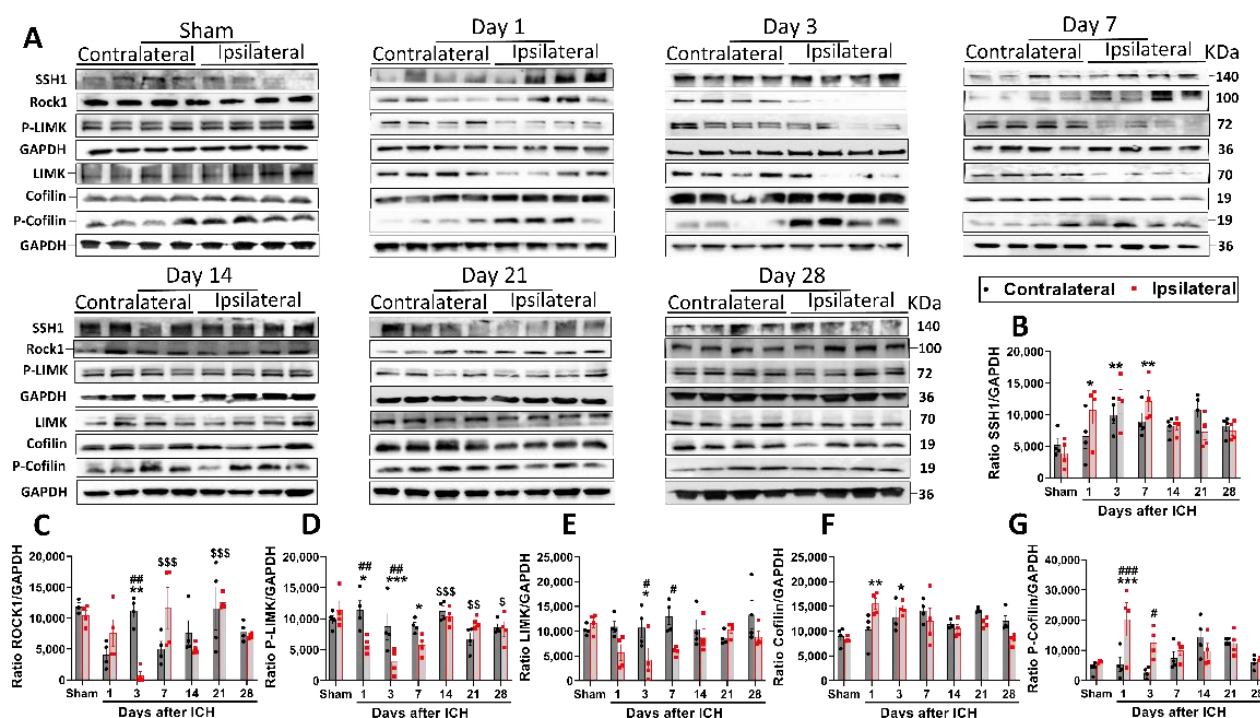 A
Sham
Day 1
Day 3
Day 7
Contralateral Ipsilateral
Contralateral Ipsilateral
Contralateral Ipsilateral
Contralateral Ipsilateral KDa
SSH1 140
Rock1 100
P-LIMK 72
GAPDH 36
LIMK 70
Cofilin 19
P-Cofilin 19
GAPDH 36
Day 14
Day 21
Day 28
Contralateral Ipsilateral
Contralateral Ipsilateral
Contralateral Ipsilateral KDa
SSH1 140
Rock1 100
P-LIMK 72
GAPDH 36
LIMK 70
Cofilin 19
P-Cofilin 19
GAPDH 36
Contralateral Ipsilateral
B
Ratio SSH1/GAPDH
20,000
15,000
10,000
5,000
0
* ** **
Sham 1 3 7 14 21 28
Days after ICH
C
Ratio ROCK1/GAPDH
20,000
15,000
10,000
5,000
0
## ** $$$ $$$
Sham 1 3 7 14 21 28
Days after ICH
D
Ratio P-LIMK/GAPDH
20,000
15,000
10,000
5,000
0
## * ## *** * $$$ $$ $
Sham 1 3 7 14 21 28
Days after ICH
E
Ratio LIMK/GAPDH
25,000
20,000
15,000
10,000
5,000
0
# * #
Sham 1 3 7 14 21 28
Days after ICH
F
Ratio Cofilin/GAPDH
25,000
20,000
15,000
10,000
5,000
0
** *
Sham 1 3 7 14 21 28
Days after ICH
G
Ratio P-Cofilin/GAPDH
40,000
30,000
20,000
10,000
0
### *** #
Sham 1 3 7 14 21 28
Days after ICH